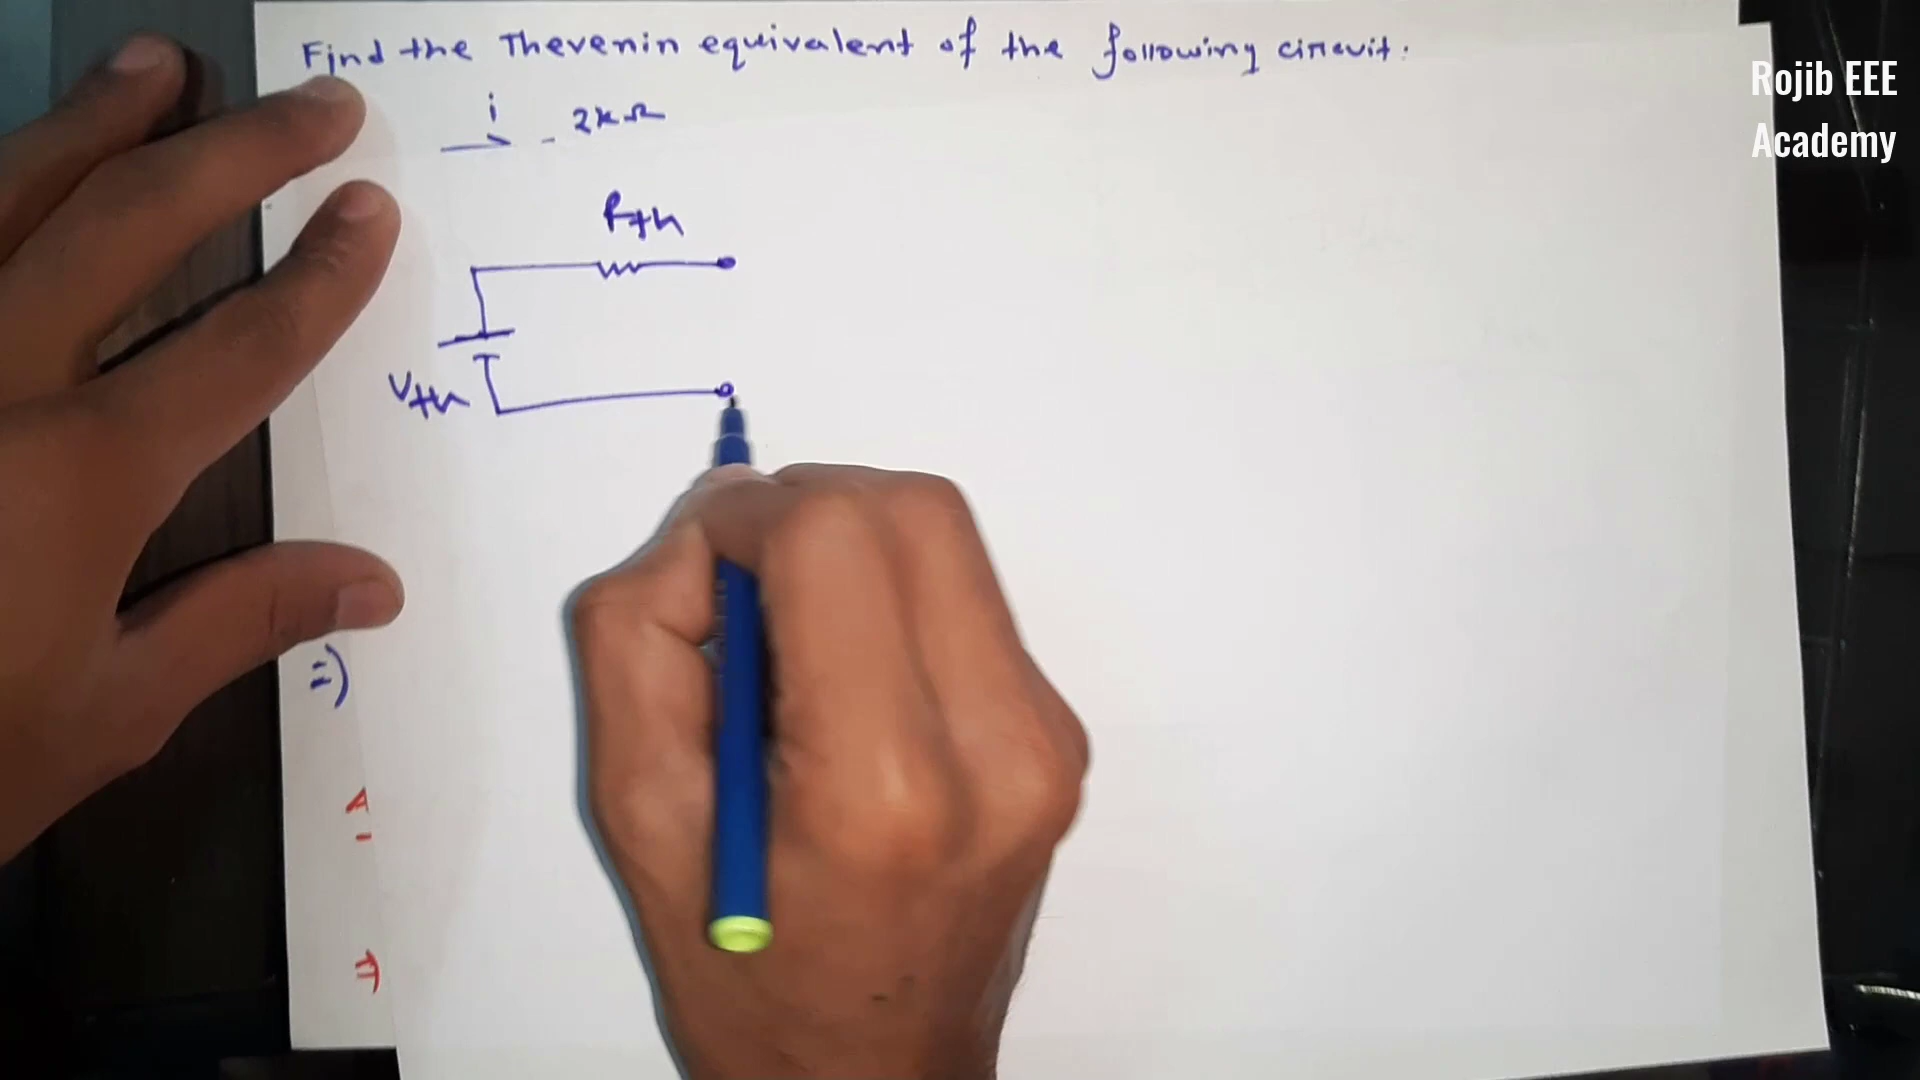 Find the Thevenin equivalent of the following circuit:
Rojib EEE
Academy
i
2KΩ
Rth
Vth
=)
A
-
=)